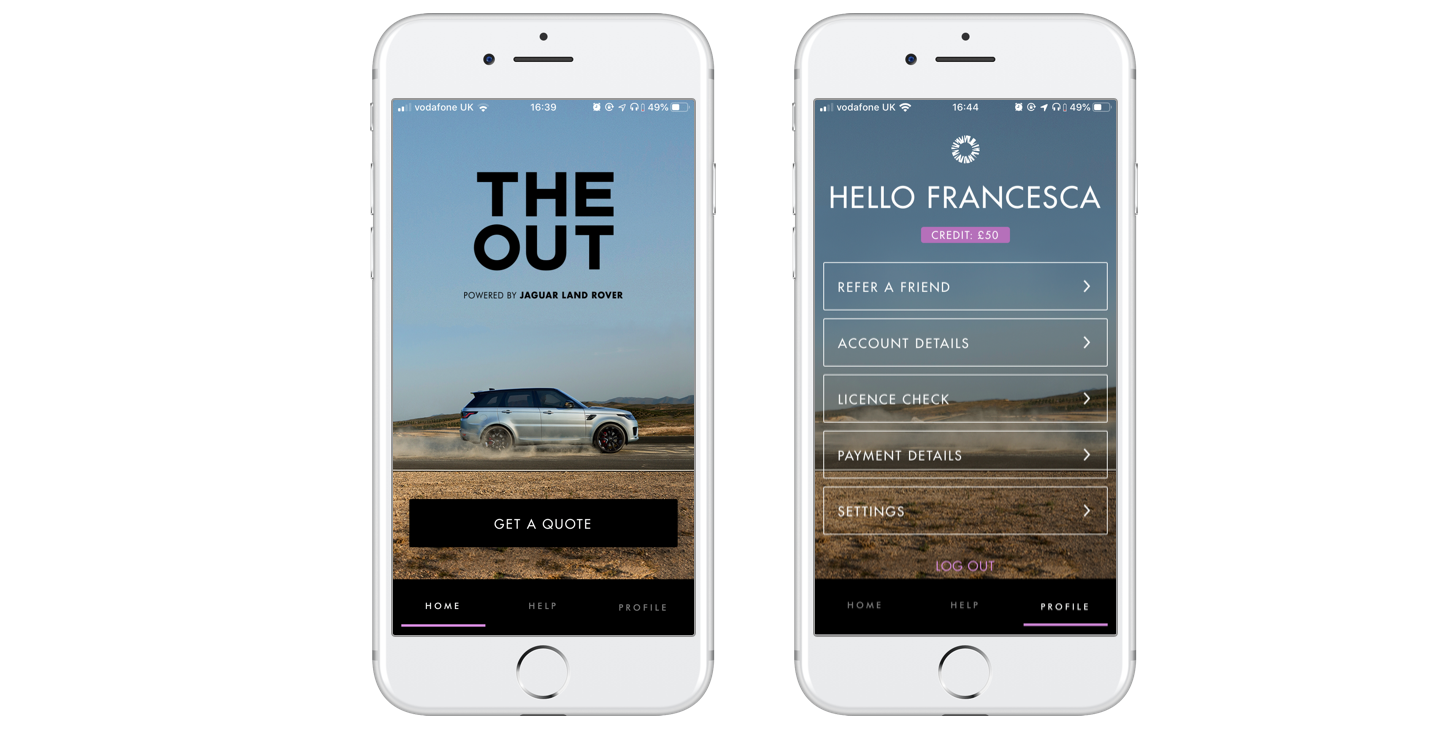 vodafone UK 16:39 49%
THE
OUT
POWERED BY JAGUAR LAND ROVER
GET A QUOTE
HOME HELP PROFILE
vodafone UK 16:44 49%
HELLO FRANCESCA
CREDIT: £50
REFER A FRIEND
ACCOUNT DETAILS
LICENCE CHECK
PAYMENT DETAILS
SETTINGS
LOG OUT
HOME HELP PROFILE